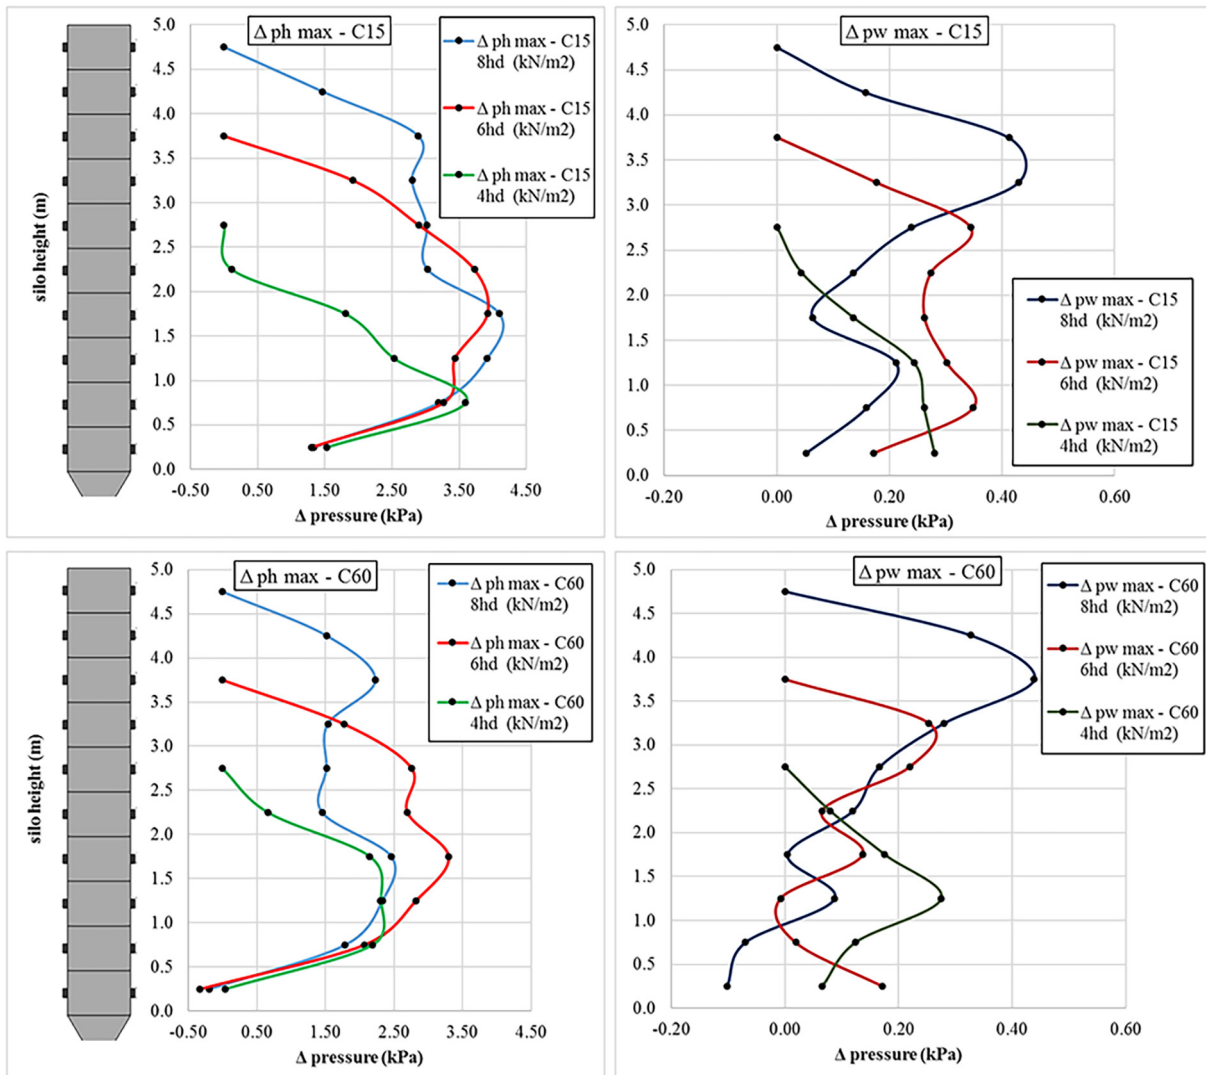 Δ ph max - C15
5.0
4.5
4.0
3.5
3.0
2.5
2.0
1.5
1.0
0.5
0.0
-0.50
0.50
1.50
2.50
3.50
4.50
silo height (m)
Δ pressure (kPa)
Δ ph max - C15
8hd (kN/m2)
Δ ph max - C15
6hd (kN/m2)
Δ ph max - C15
4hd (kN/m2)
Δ pw max - C15
5.0
4.5
4.0
3.5
3.0
2.5
2.0
1.5
1.0
0.5
0.0
-0.20
0.00
0.20
0.40
0.60
Δ pressure (kPa)
Δ pw max - C15
8hd (kN/m2)
Δ pw max - C15
6hd (kN/m2)
Δ pw max - C15
4hd (kN/m2)
Δ ph max - C60
5.0
4.5
4.0
3.5
3.0
2.5
2.0
1.5
1.0
0.5
0.0
-0.50
0.50
1.50
2.50
3.50
4.50
silo height (m)
Δ pressure (kPa)
Δ ph max - C60
8hd (kN/m2)
Δ ph max - C60
6hd (kN/m2)
Δ ph max - C60
4hd (kN/m2)
Δ pw max - C60
5.0
4.5
4.0
3.5
3.0
2.5
2.0
1.5
1.0
0.5
0.0
-0.20
0.00
0.20
0.40
0.60
Δ pressure (kPa)
Δ pw max - C60
8hd (kN/m2)
Δ pw max - C60
6hd (kN/m2)
Δ pw max - C60
4hd (kN/m2)